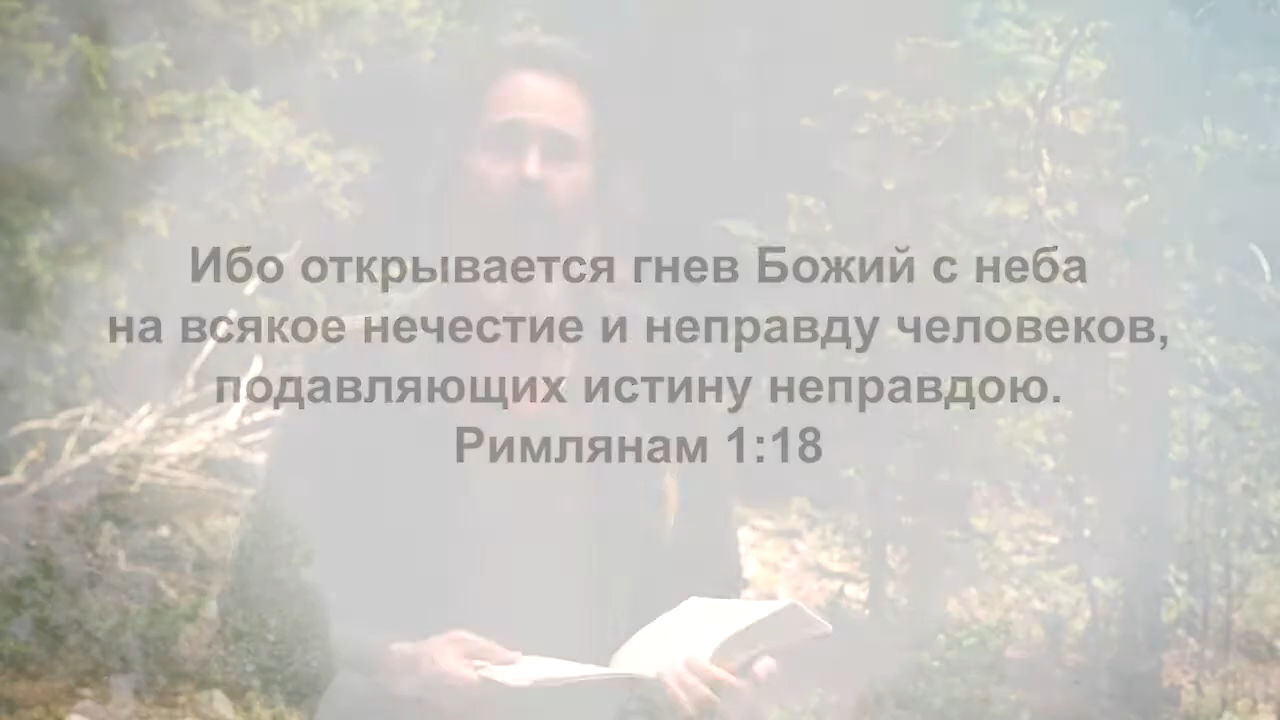 Ибо открывается гнев Божий с неба
на всякое нечестие и неправду человеков,
подавляющих истину неправдою.
Римлянам 1:18